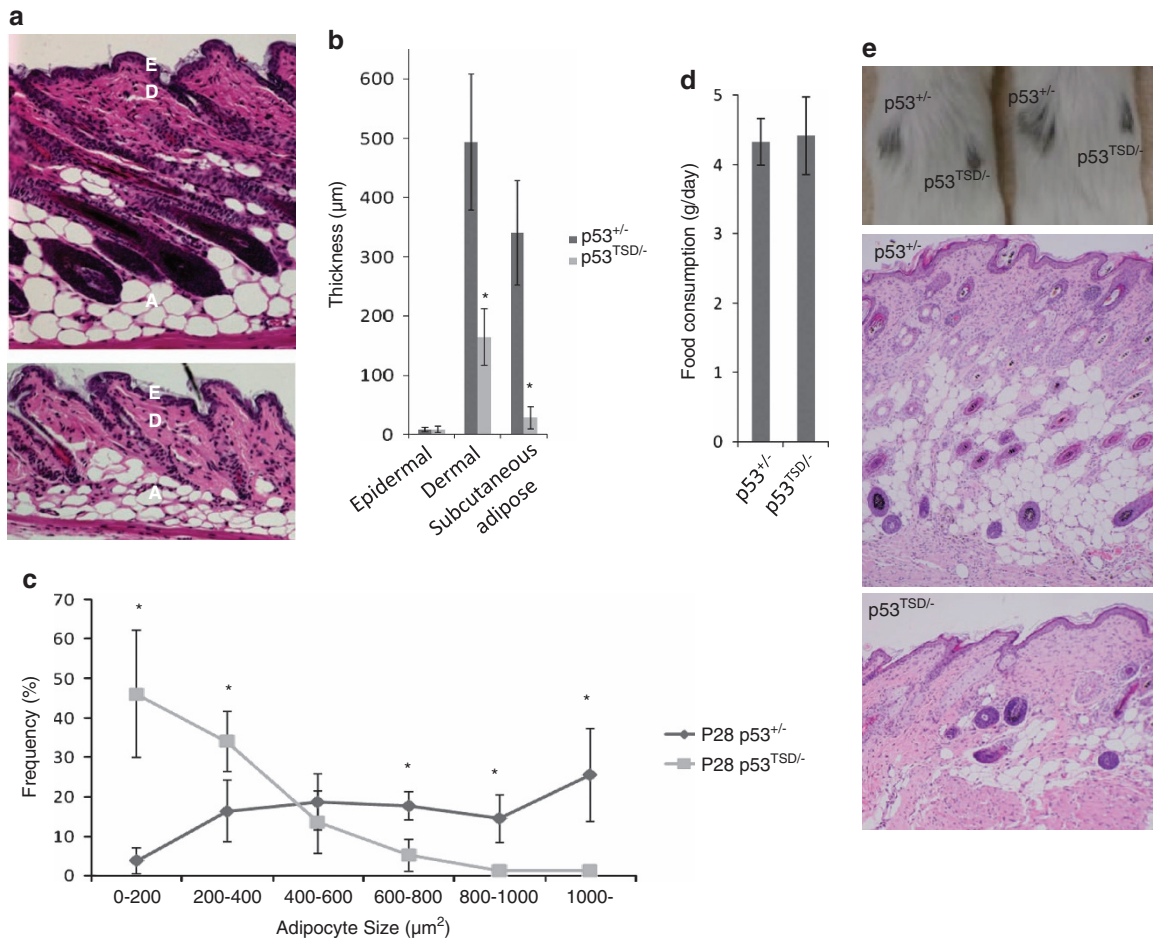 a
E
D
A
E
D
A
b
600
500
400
300
200
100
0
Thickness (µm)
Epidermal
Dermal
Subcutaneous
adipose
*
*
p53+/-
p53TSD/-
c
70
60
50
40
30
20
10
0
Frequency (%)
*
*
*
*
*
0-200
200-400
400-600
600-800
800-1000
1000-
Adipocyte Size (µm2)
P28 p53+/-
P28 p53TSD/-
d
5
4
3
2
1
0
Food consumption (g/day)
p53+/-
p53TSD/-
e
p53+/-
p53TSD/-
p53+/-
p53TSD/-
p53+/-
p53TSD/-